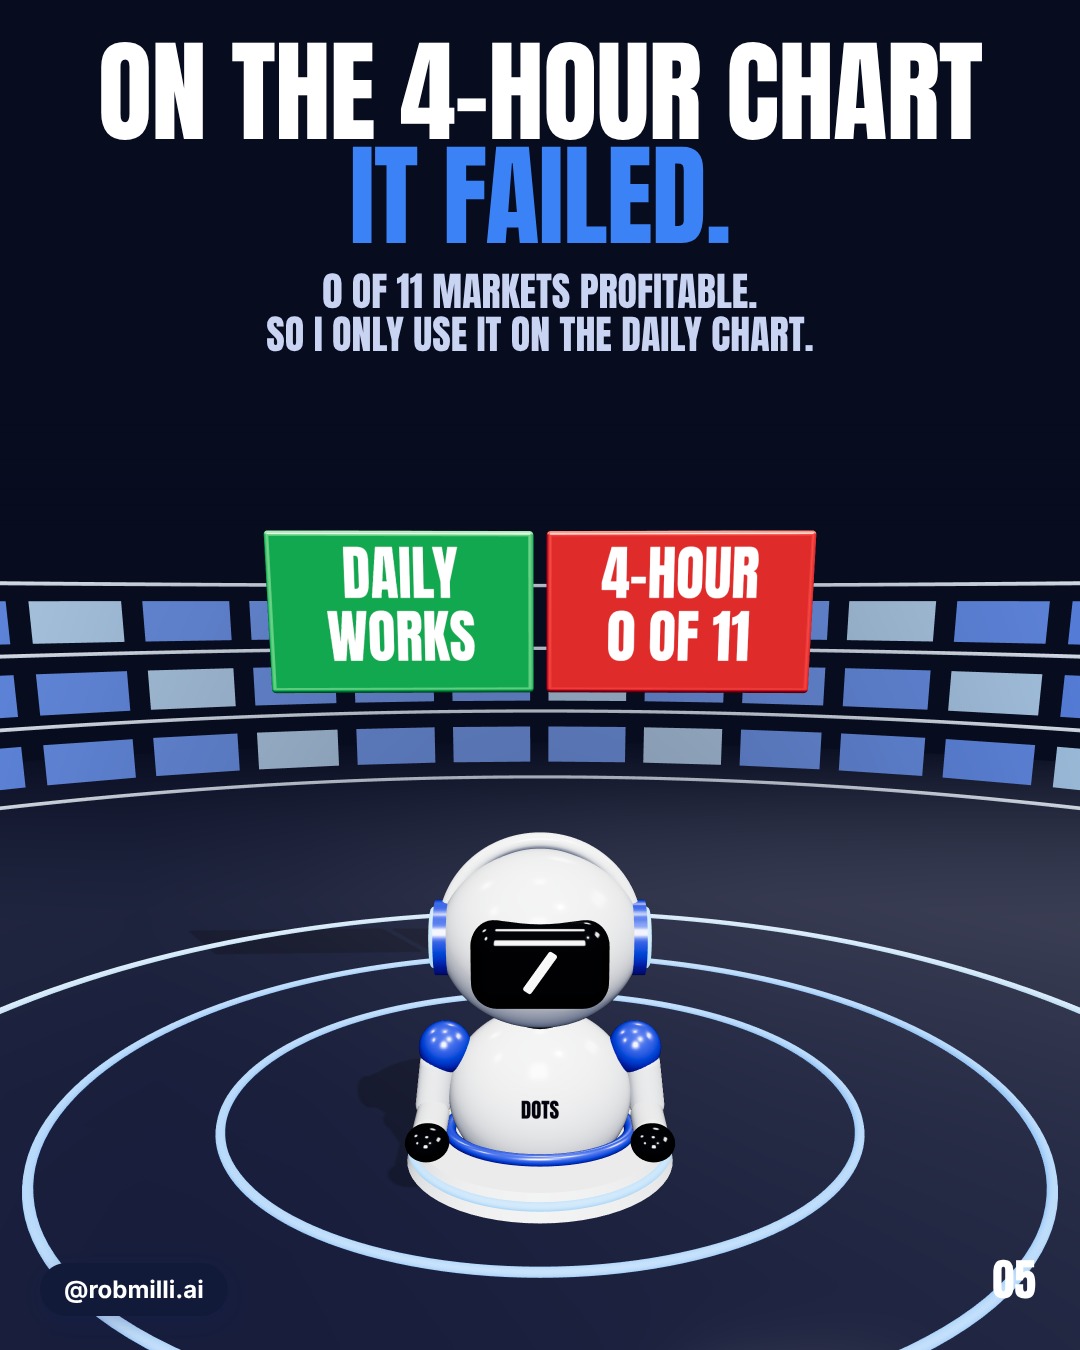 ON THE 4-HOUR CHART
IT FAILED.
0 OF 11 MARKETS PROFITABLE.
SO I ONLY USE IT ON THE DAILY CHART.
DAILY
WORKS
4-HOUR
0 OF 11
DOTS
@robmilli.ai
05